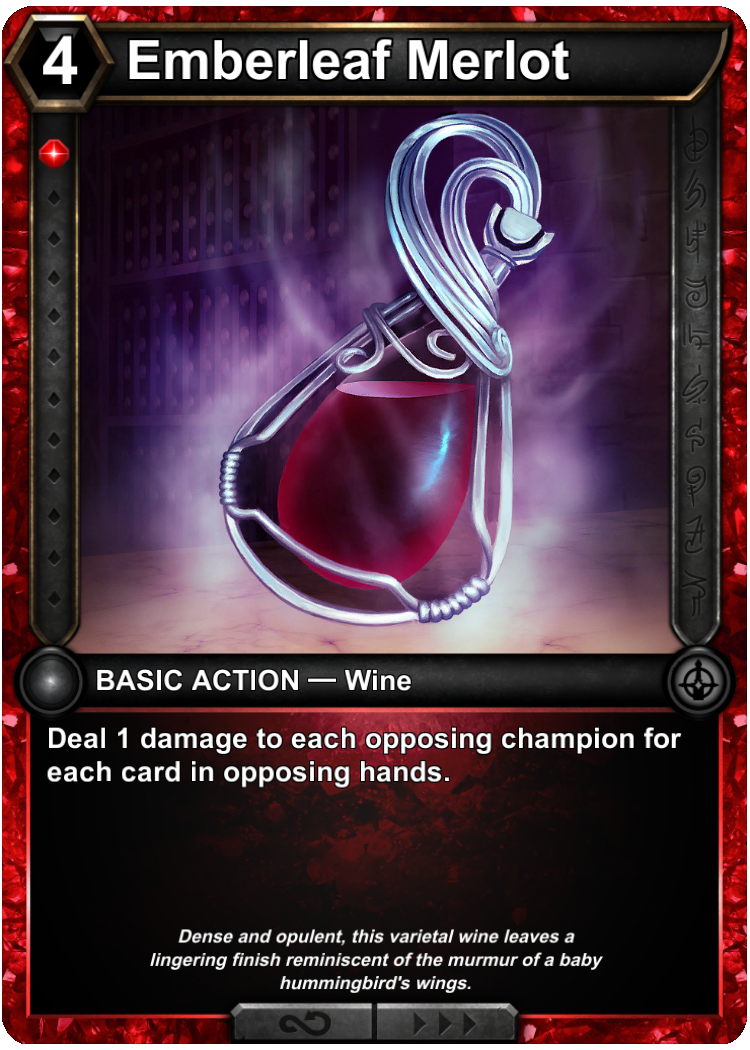 4
Emberleaf Merlot
BASIC ACTION — Wine
Deal 1 damage to each opposing champion for
each card in opposing hands.
Dense and opulent, this varietal wine leaves a
lingering finish reminiscent of the murmur of a baby
hummingbird's wings.